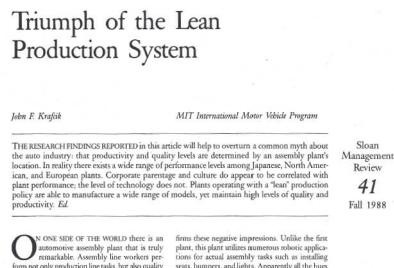 Triumph of the Lean
Production System
John F. Krafcik
MIT International Motor Vehicle Program
THE RESEARCH FINDINGS REPORTED in this article will help to overturn a common myth about
the auto industry: that productivity and quality levels are determined by an assembly plant's
location. In reality there exists a wide range of performance levels among Japanese, North Amer-
ican, and European plants. Corporate parentage and culture do appear to be correlated with
plant performance; the level of technology does not. Plants operating with a "lean" production
policy are able to manufacture a wide range of models, yet maintain high levels of quality and
productivity. Ed.
Sloan
Management
Review
41
Fall 1988
ON ONE SIDE OF THE WORLD there is an
automotive assembly plant that is truly
remarkable. Assembly line workers per-
form not only production line tasks, but also quality
firms these negative impressions. Unlike the first
plant, this plant utilizes numerous robotic applica-
tions for actual assembly tasks such as installing
seats, bumpers, and lights. Apparently all the bugs